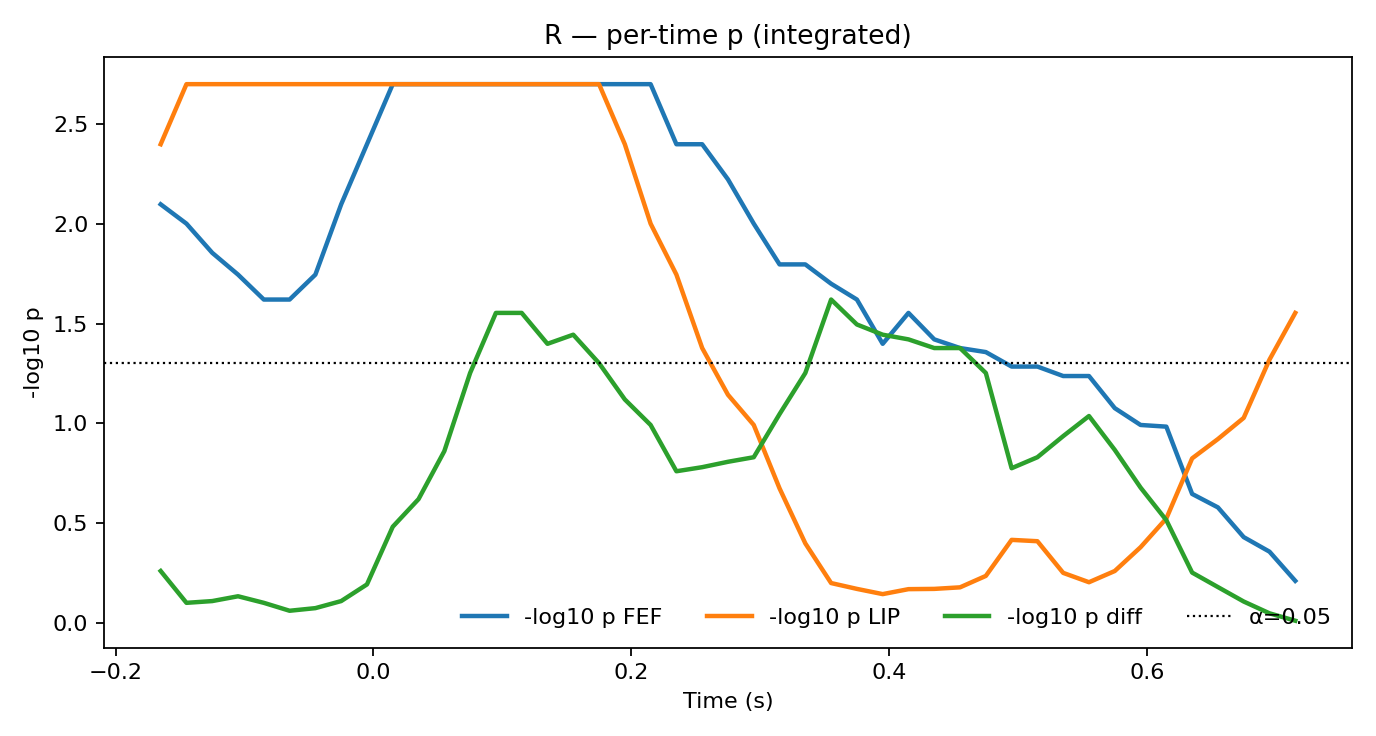 R — per-time p (integrated)
-log10 p
2.5
2.0
1.5
1.0
0.5
0.0
-log10 p FEF
-log10 p LIP
-log10 p diff
α=0.05
−0.2
0.0
0.2
0.4
0.6
Time (s)